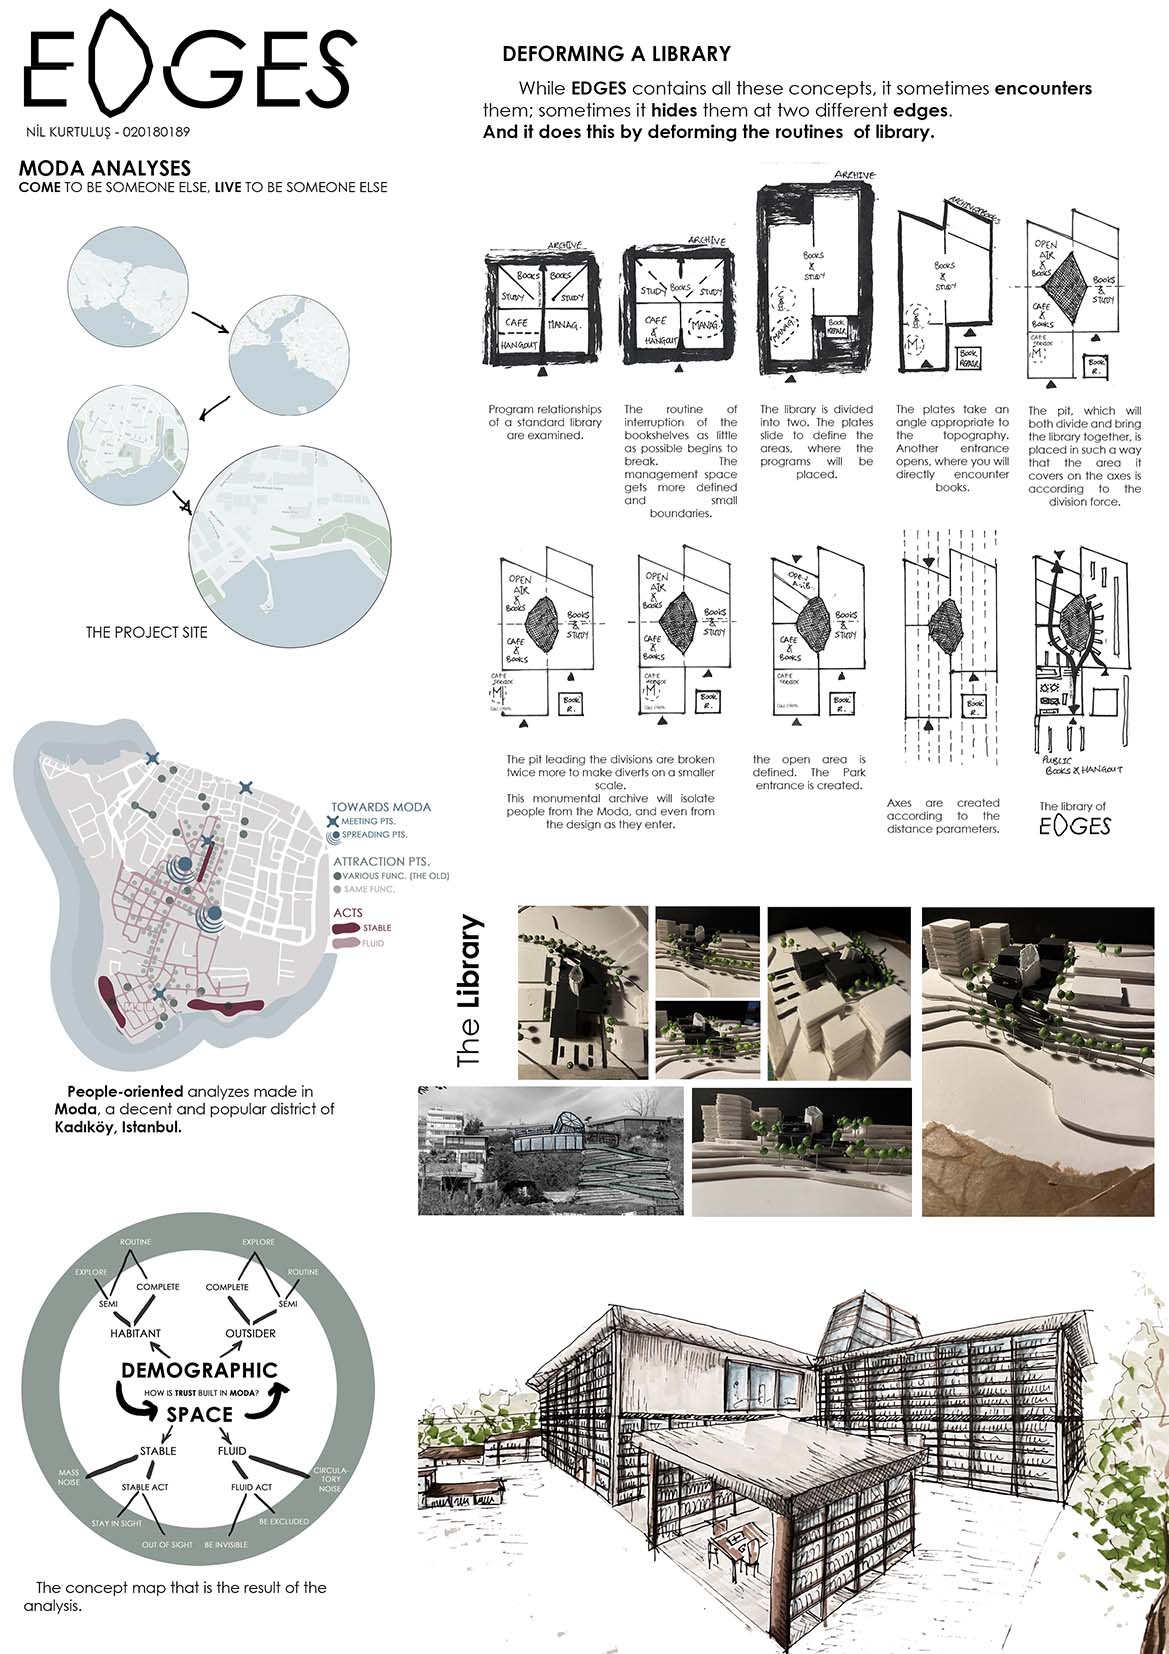 EDGES
NİL KURTULUŞ - 020180189
MODA ANALYSES
COME TO BE SOMEONE ELSE, LIVE TO BE SOMEONE ELSE
THE PROJECT SITE
TOWARDS MODA
MEETING PTS.
SPREADING PTS.
ATTRACTION PTS.
VARIOUS FUNC. (THE OLD)
SAME FUNC.
ACTS
STABLE
FLUID
People-oriented analyzes made in
Moda, a decent and popular district of
Kadıköy, Istanbul.
ROUTINE
EXPLORE
EXPLORE
ROUTINE
COMPLETE
COMPLETE
SEMI
SEMI
HABITANT
OUTSIDER
DEMOGRAPHIC
HOW IS TRUST BUILT IN MODA?
SPACE
STABLE
FLUID
MASS
NOISE
STABLE ACT
FLUID ACT
CIRCULA-
TORY
NOISE
STAY IN SIGHT
BE EXCLUDED
OUT OF SIGHT
BE INVISIBLE
The concept map that is the result of the
analysis.
DEFORMING A LIBRARY
While EDGES contains all these concepts, it sometimes encounters
them; sometimes it hides them at two different edges.
And it does this by deforming the routines of library.
ARCHIVE
BOOKS
BOOKS
STUDY
STUDY
CAFE
MANAG.
HANGOUT
Program relationships
of a standard library
are examined.
ARCHIVE
STUDY
BOOKS
STUDY
CAFE
&
HANGOUT
MANAG.
The routine of
interruption of the
bookshelves as little
as possible begins to
break. The
management space
gets more defined
and small
boundaries.
ARCHIVE
BOOKS
&
STUDY
CAFE
MANAG.
BOOK
REPAIR
The library is divided
into two. The plates
slide to define the
areas, where the
programs will be
placed.
BOOKS
&
STUDY
M.
BOOK
REPAIR
The plates take an
angle appropriate to
the topography.
Another entrance
opens, where you will
directly encounter
books.
OPEN
AIR
&
BOOKS
BOOKS
&
STUDY
CAFE
&
BOOKS
CAFE
SERVICE
M
BOOK
R.
The pit, which will
both divide and bring
the library together, is
placed in such a way
that the area it
covers on the axes is
according to the
division force.
OPEN
AIR
&
BOOKS
BOOKS
&
STUDY
CAFE
&
BOOKS
CAFE
SERVICE
M
BOOK
R.
OPEN
AIR
&
BOOKS
BOOKS
&
STUDY
CAFE
&
BOOKS
CAFE
SERVICE
M
BOOK
R.
The pit leading the divisions are broken
twice more to make diverts on a smaller
scale.
This monumental archive will isolate
people from the Moda, and even from
the design as they enter.
OPEN
BOOKS
&
STUDY
CAFE
&
BOOKS
CAFE
SERVICE
BOOK
R.
the open area is
defined. The Park
entrance is created.
BOOK
R.
Axes are created
according to the
distance parameters.
PUBLIC
BOOKS & HANGOUT
The library of
EDGES
The Library